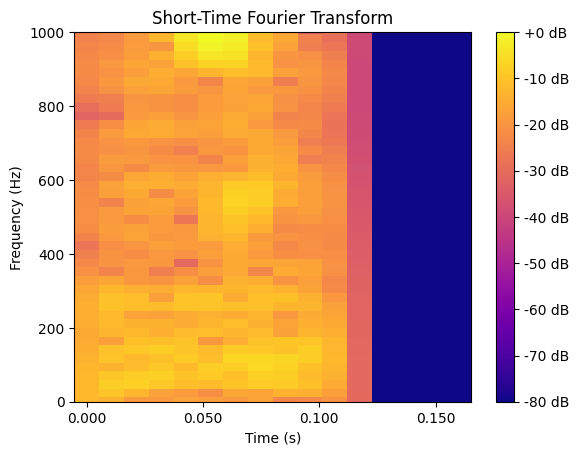 Short-Time Fourier Transform
1000
800
600
400
200
0
Frequency (Hz)
0.000
0.050
0.100
0.150
Time (s)
+0 dB
-10 dB
-20 dB
-30 dB
-40 dB
-50 dB
-60 dB
-70 dB
-80 dB